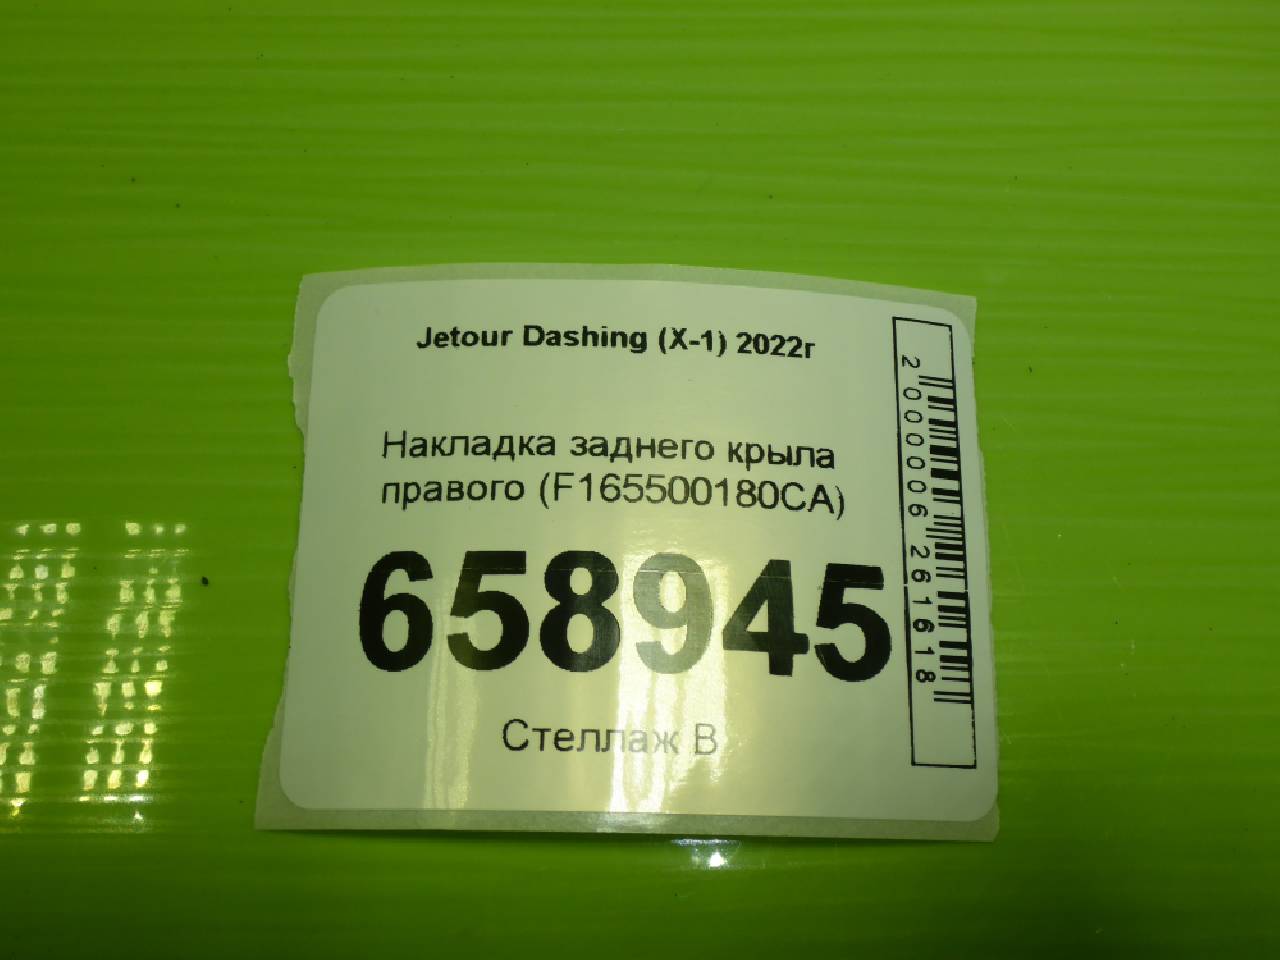 Jetour Dashing (X-1) 2022г
Накладка заднего крыла
правого (F165500180CA)
658945
Стеллаж В
2000006261618